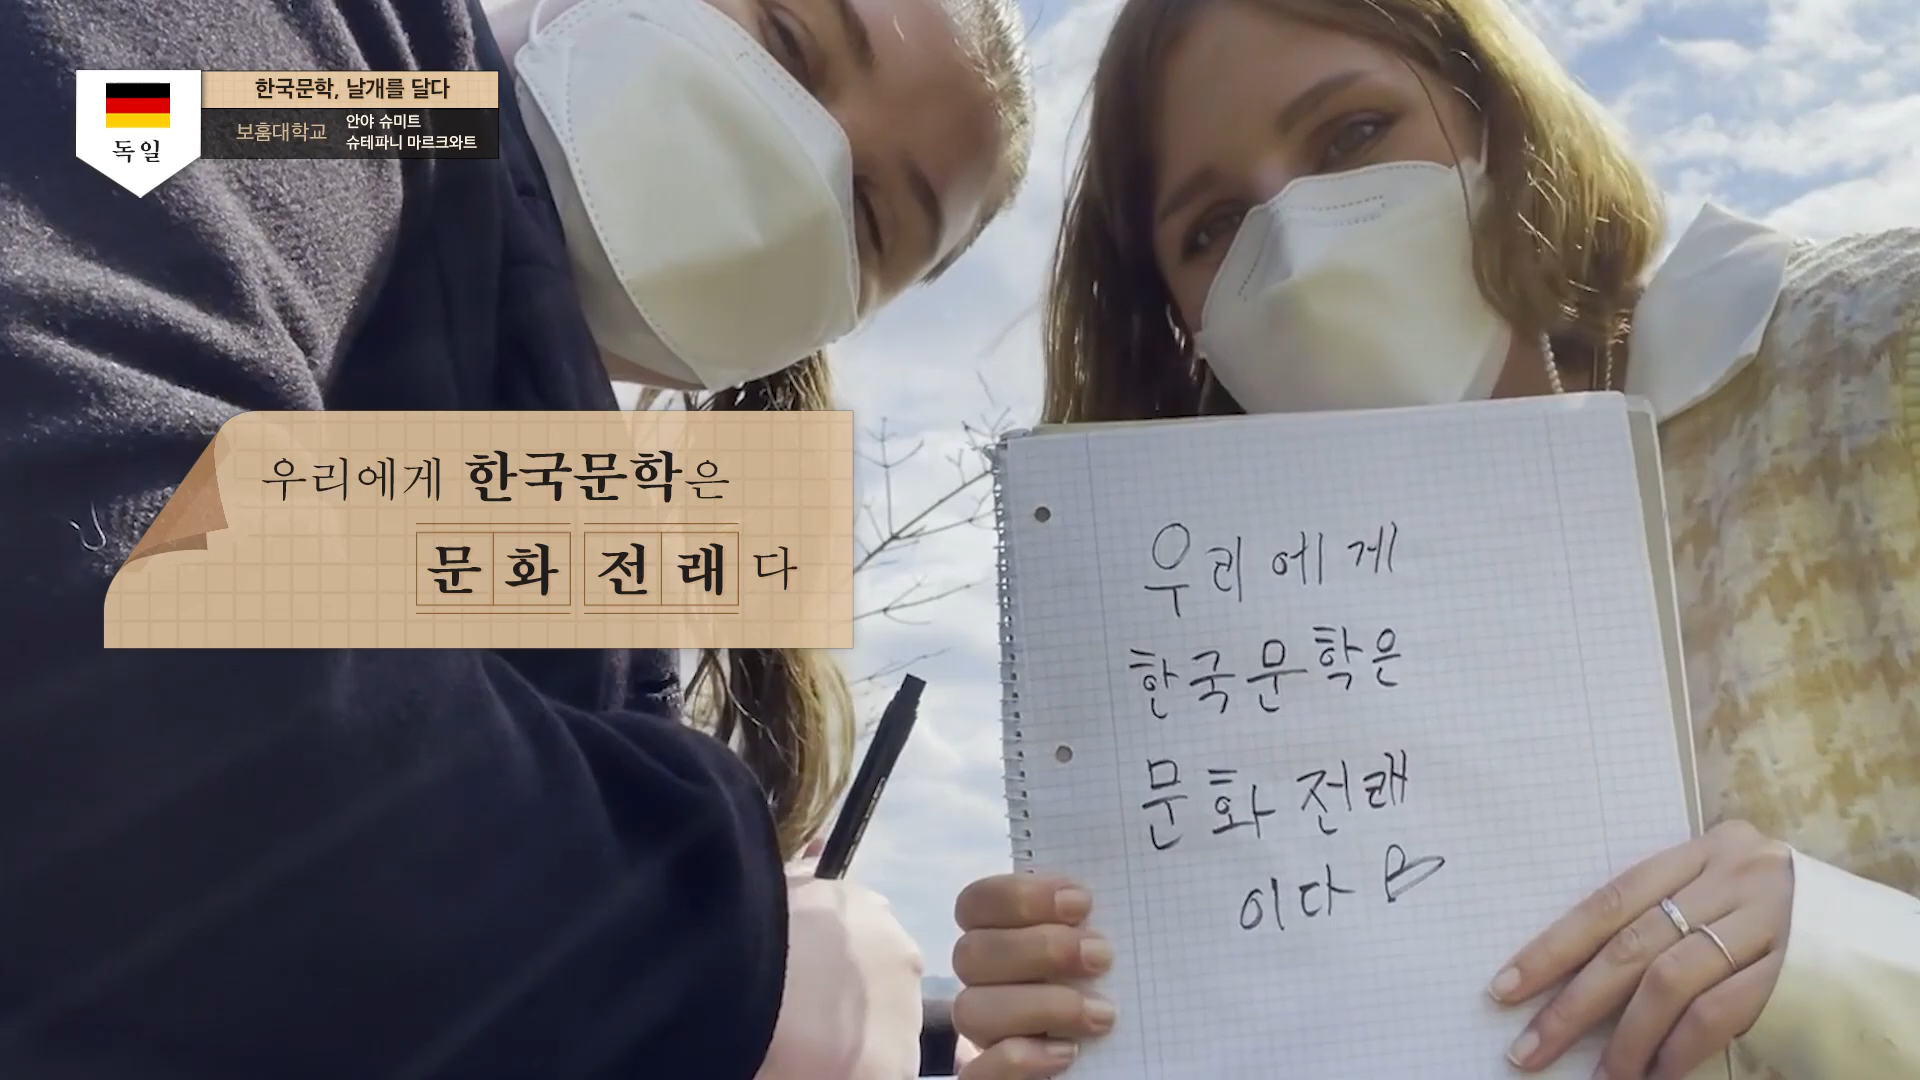 한국문학, 날개를 달다
보훔대학교
안야 슈미트
슈테파니 마르크와트
독일
우리에게 한국문학은
문화 전래다
우리에게
한국문학은
문화 전래
이다